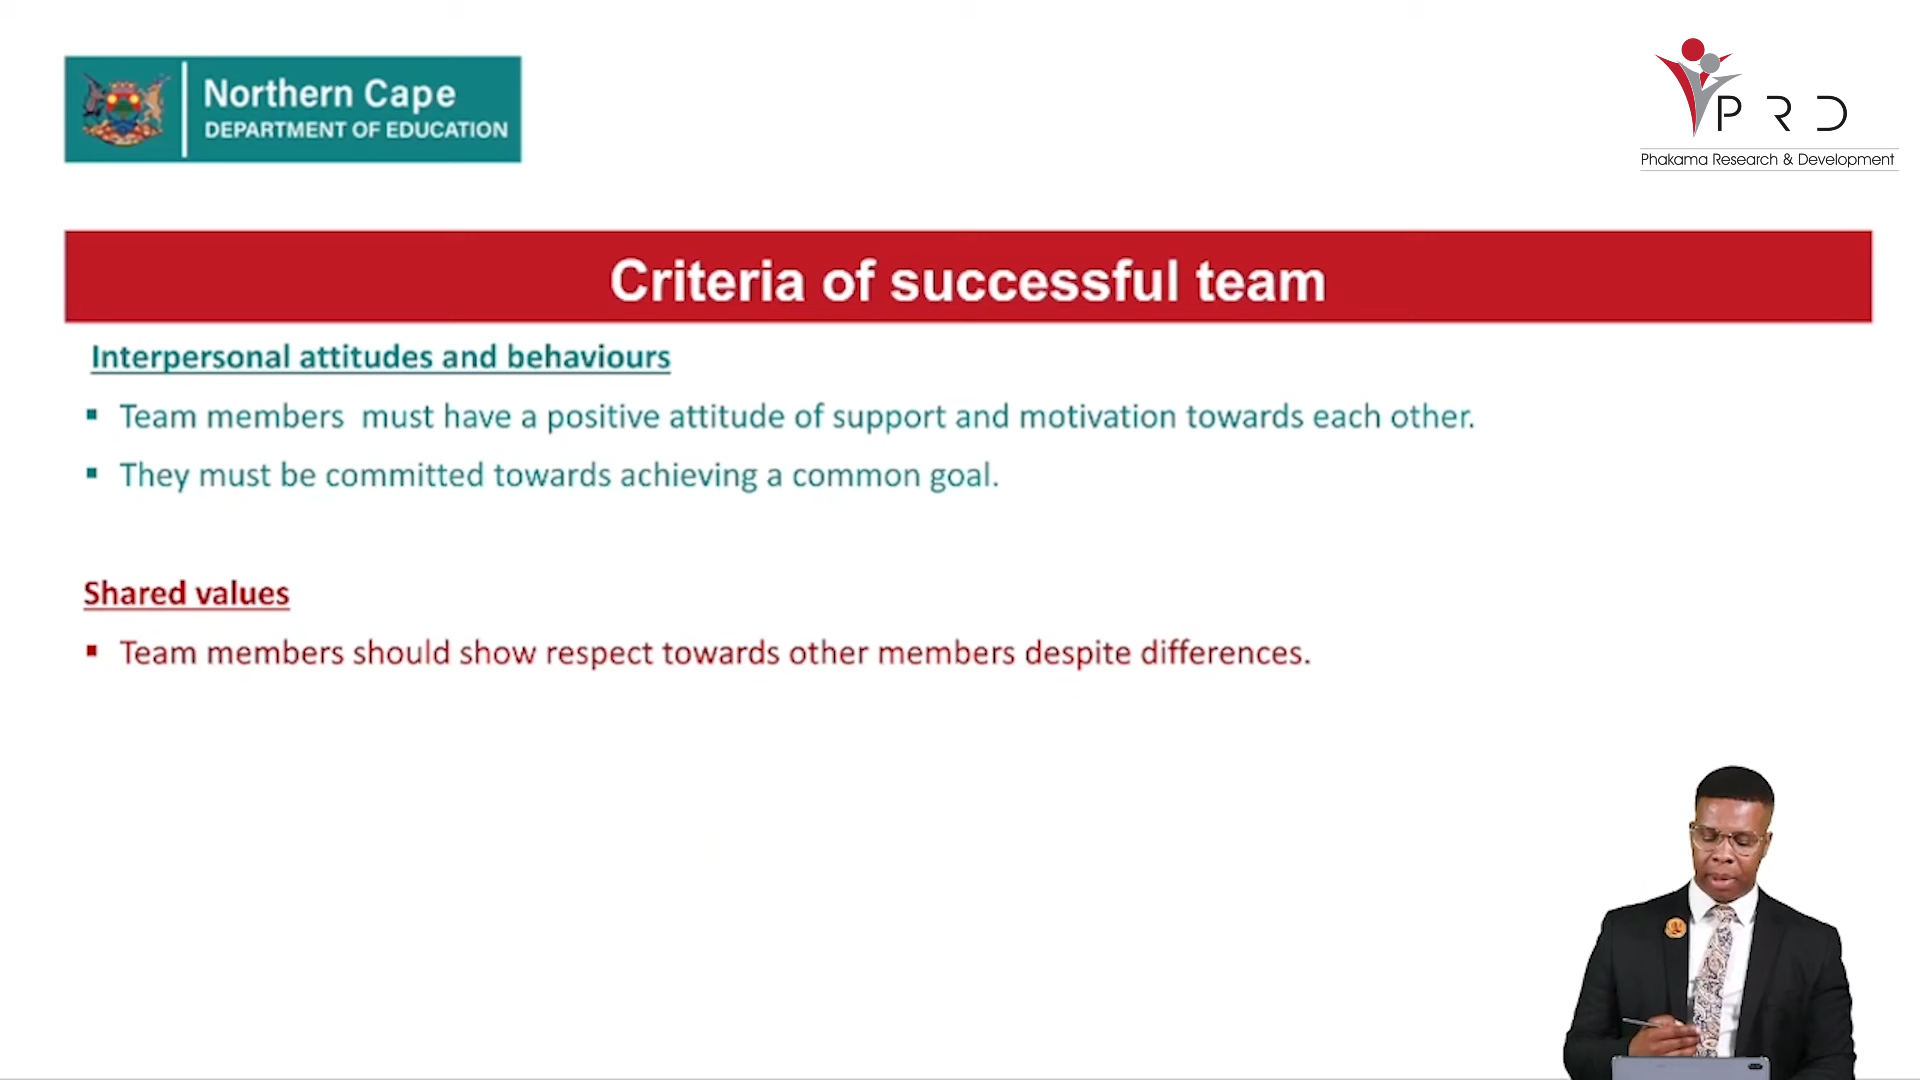 Northern Cape
DEPARTMENT OF EDUCATION
P R D
Phakama Research & Development
Criteria of successful team
Interpersonal attitudes and behaviours
▪ Team members must have a positive attitude of support and motivation towards each other.
▪ They must be committed towards achieving a common goal.
Shared values
▪ Team members should show respect towards other members despite differences.